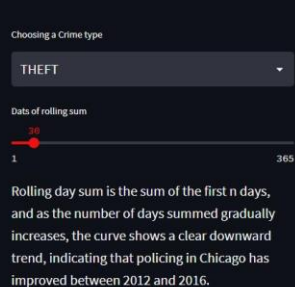 Choosing a Crime type
THEFT
Dats of rolling sum
30
1 365
Rolling day sum is the sum of the first n days,
and as the number of days summed gradually
increases, the curve shows a clear downward
trend, indicating that policing in Chicago has
improved between 2012 and 2016.